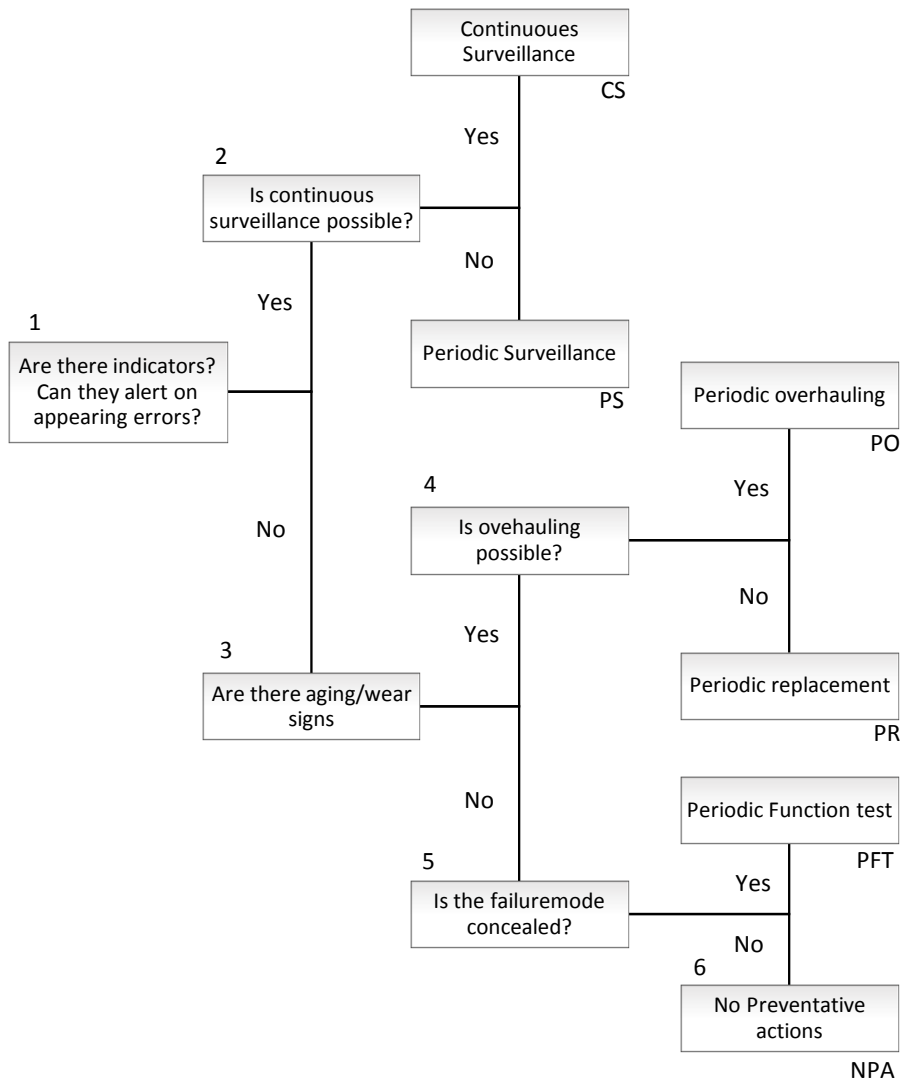 Continuoues
Surveillance
CS
Yes
2
Is continuous
surveillance possible?
No
Yes
1
Are there indicators?
Can they alert on
appearing errors?
Periodic Surveillance
PS
Periodic overhauling
PO
4
Yes
Is ovehauling
possible?
No
No
Yes
3
Are there aging/wear
signs
Periodic replacement
PR
No
Periodic Function test
PFT
5
Yes
Is the failuremode
concealed?
No
6
No Preventative
actions
NPA